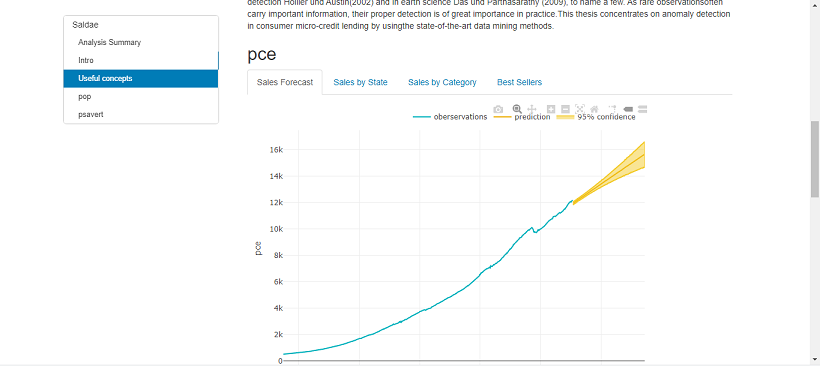 detection Hollier und Austin(2002) and in earth science Das und Parthasarathy (2009), to name a few. As rare observationsoften
carry important information, their proper detection is of great importance in practice.This thesis concentrates on anomaly detection
in consumer micro-credit lending by usingthe state-of-the-art data mining methods.
Saldae
Analysis Summary
Intro
Useful concepts
pop
psavert
pce
Sales Forecast
Sales by State
Sales by Category
Best Sellers
oberservations
prediction
95% confidence
16k
14k
12k
10k
8k
6k
4k
2k
0
pce